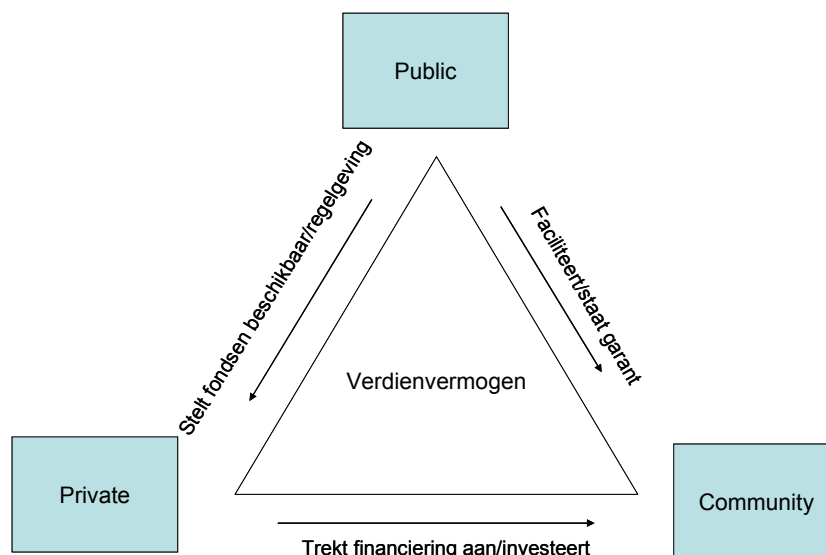 Public
Stelt fondsen beschikbaar/regelgeving
Faciliteert/staat garant
Verdienvermogen
Private
Community
Trekt financiering aan/investeert